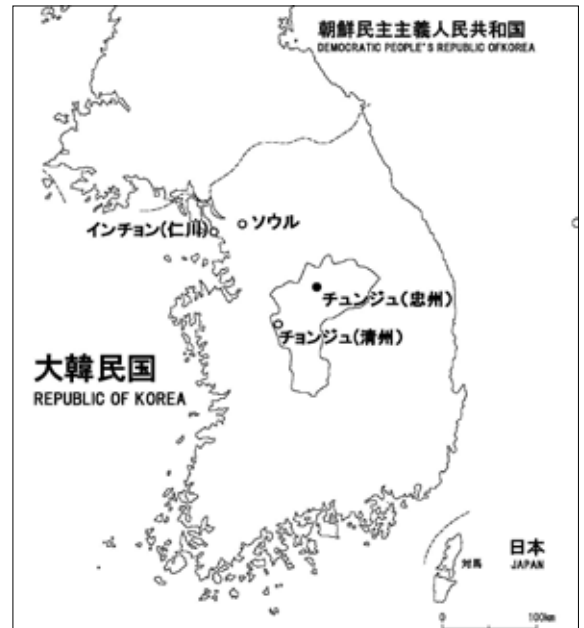 朝鮮民主主義人民共和国
DEMOCRATIC PEOPLE'S REPUBLIC OFKOREA
インチョン(仁川)
ソウル
チュンジュ(忠州)
チョンジュ(清州)
大韓民国
REPUBLIC OF KOREA
日本
JAPAN
対馬
0 100km